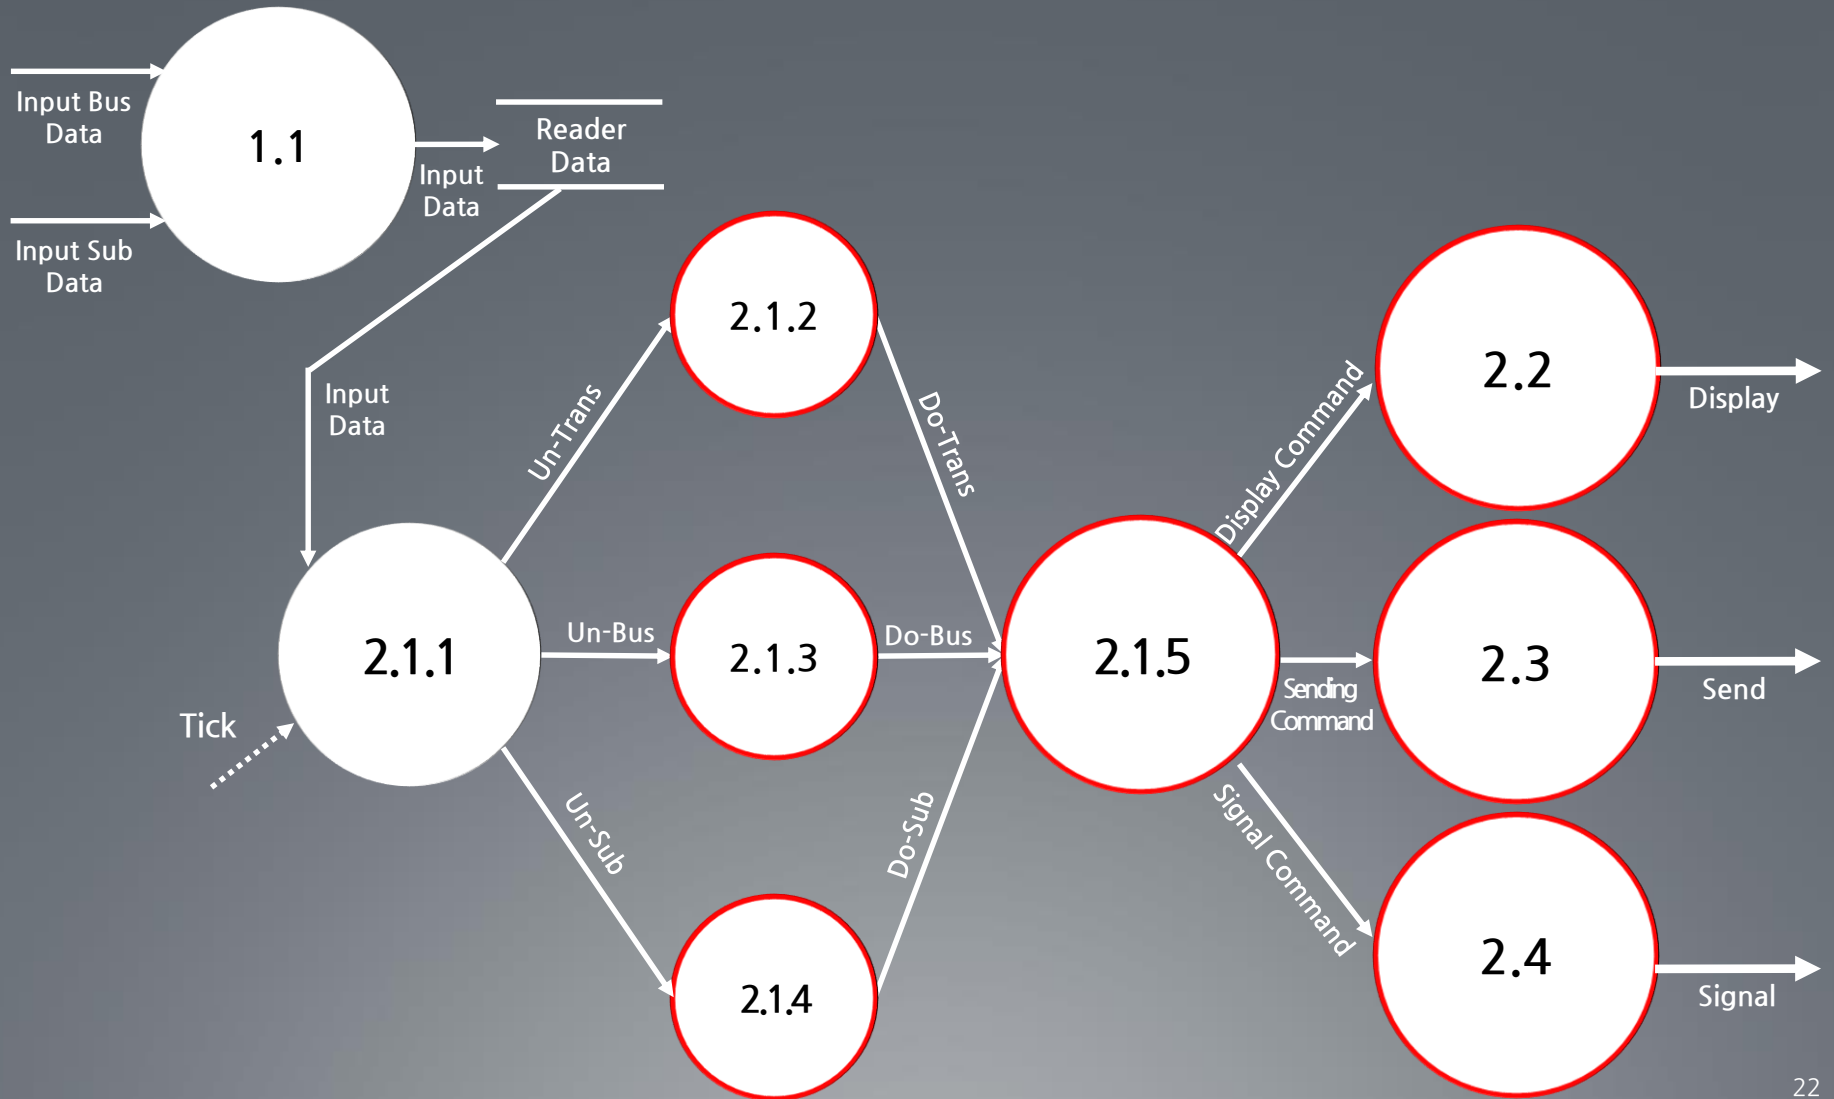 Input Bus
Data
1.1
Input
Data
Reader
Data
Input Sub
Data
Input
Data
2.1.2
Un-Trans
Do-Trans
2.1.1
Tick
Un-Bus
2.1.3
Do-Bus
Un-Sub
2.1.4
Do-Sub
2.1.5
Display Command
2.2
Display
Sending
Command
2.3
Send
Signal Command
2.4
Signal
22